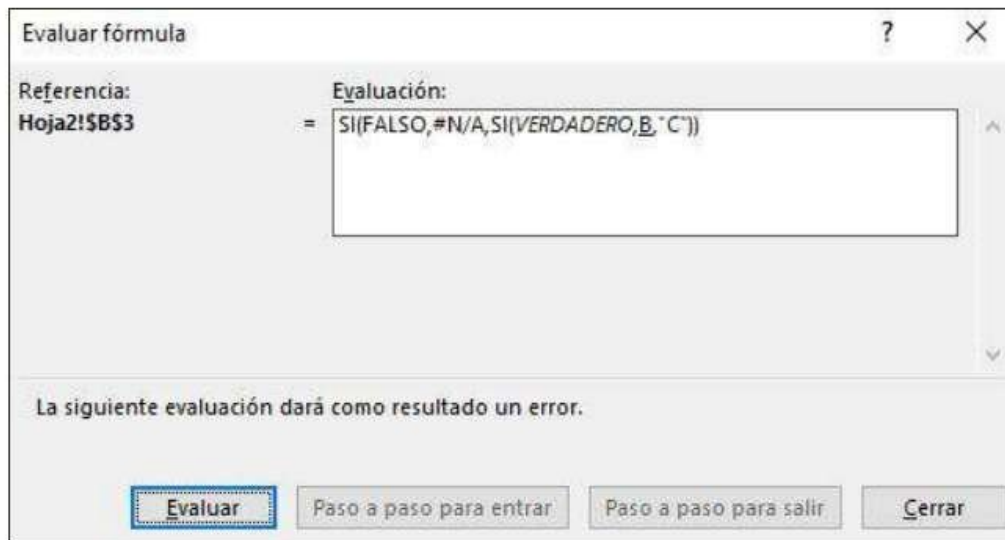 Evaluar fórmula ?
Referencia: Evaluación:
Hoja2!$B$3 = SI(FALSO,#N/A,SI(VERDADERO,B,"C"))
La siguiente evaluación dará como resultado un error.
Evaluar Paso a paso para entrar Paso a paso para salir Cerrar